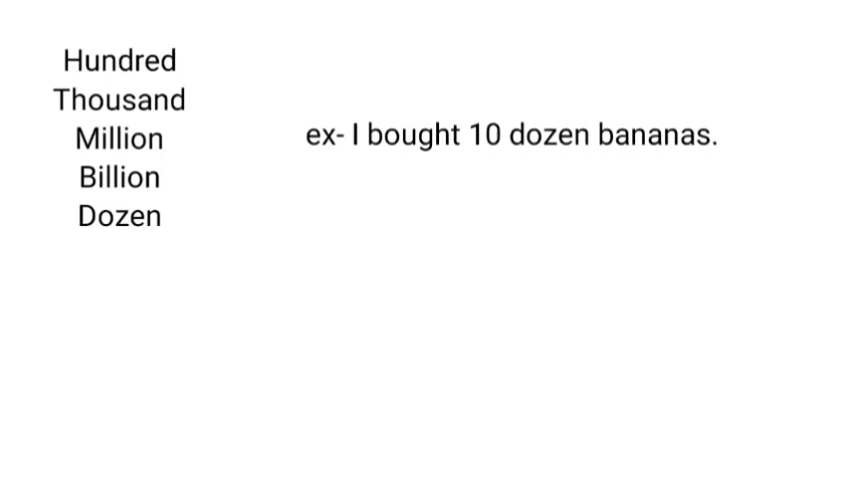 Hundred
Thousand
Million
Billion
Dozen
ex- I bought 10 dozen bananas.